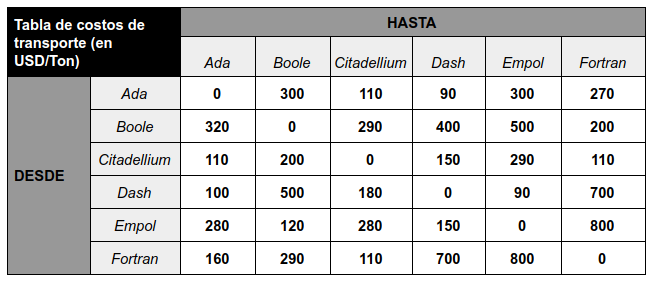 Tabla de costos de
transporte (en
USD/Ton)
HASTA
Ada Boole Citadellium Dash Empol Fortran
DESDE
Ada 0 300 110 90 300 270
Boole 320 0 290 400 500 200
Citadellium 110 200 0 150 290 110
Dash 100 500 180 0 90 700
Empol 280 120 280 150 0 800
Fortran 160 290 110 700 800 0